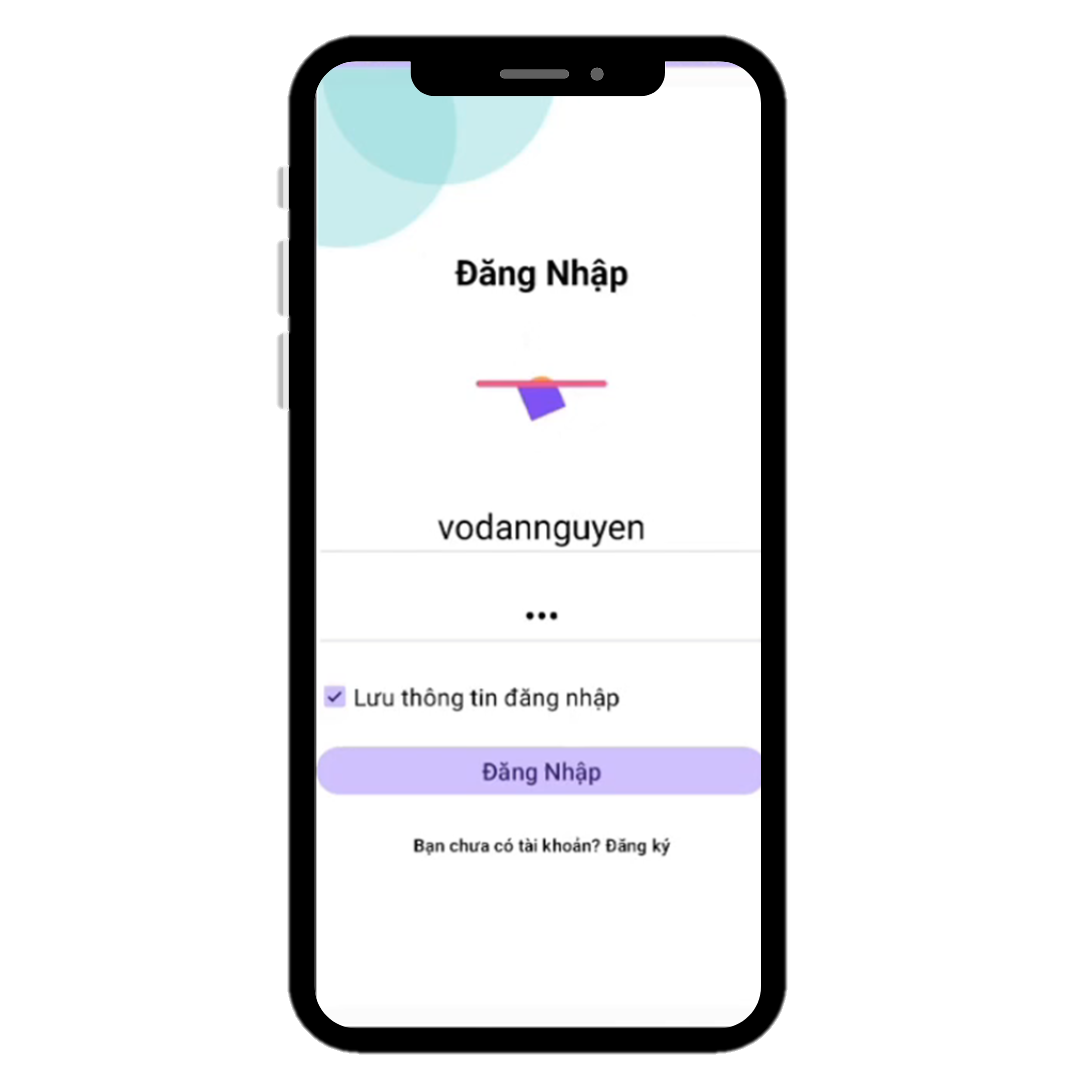 Đăng Nhập
vodannguyen
•••
Lưu thông tin đăng nhập
Đăng Nhập
Bạn chưa có tài khoản? Đăng ký